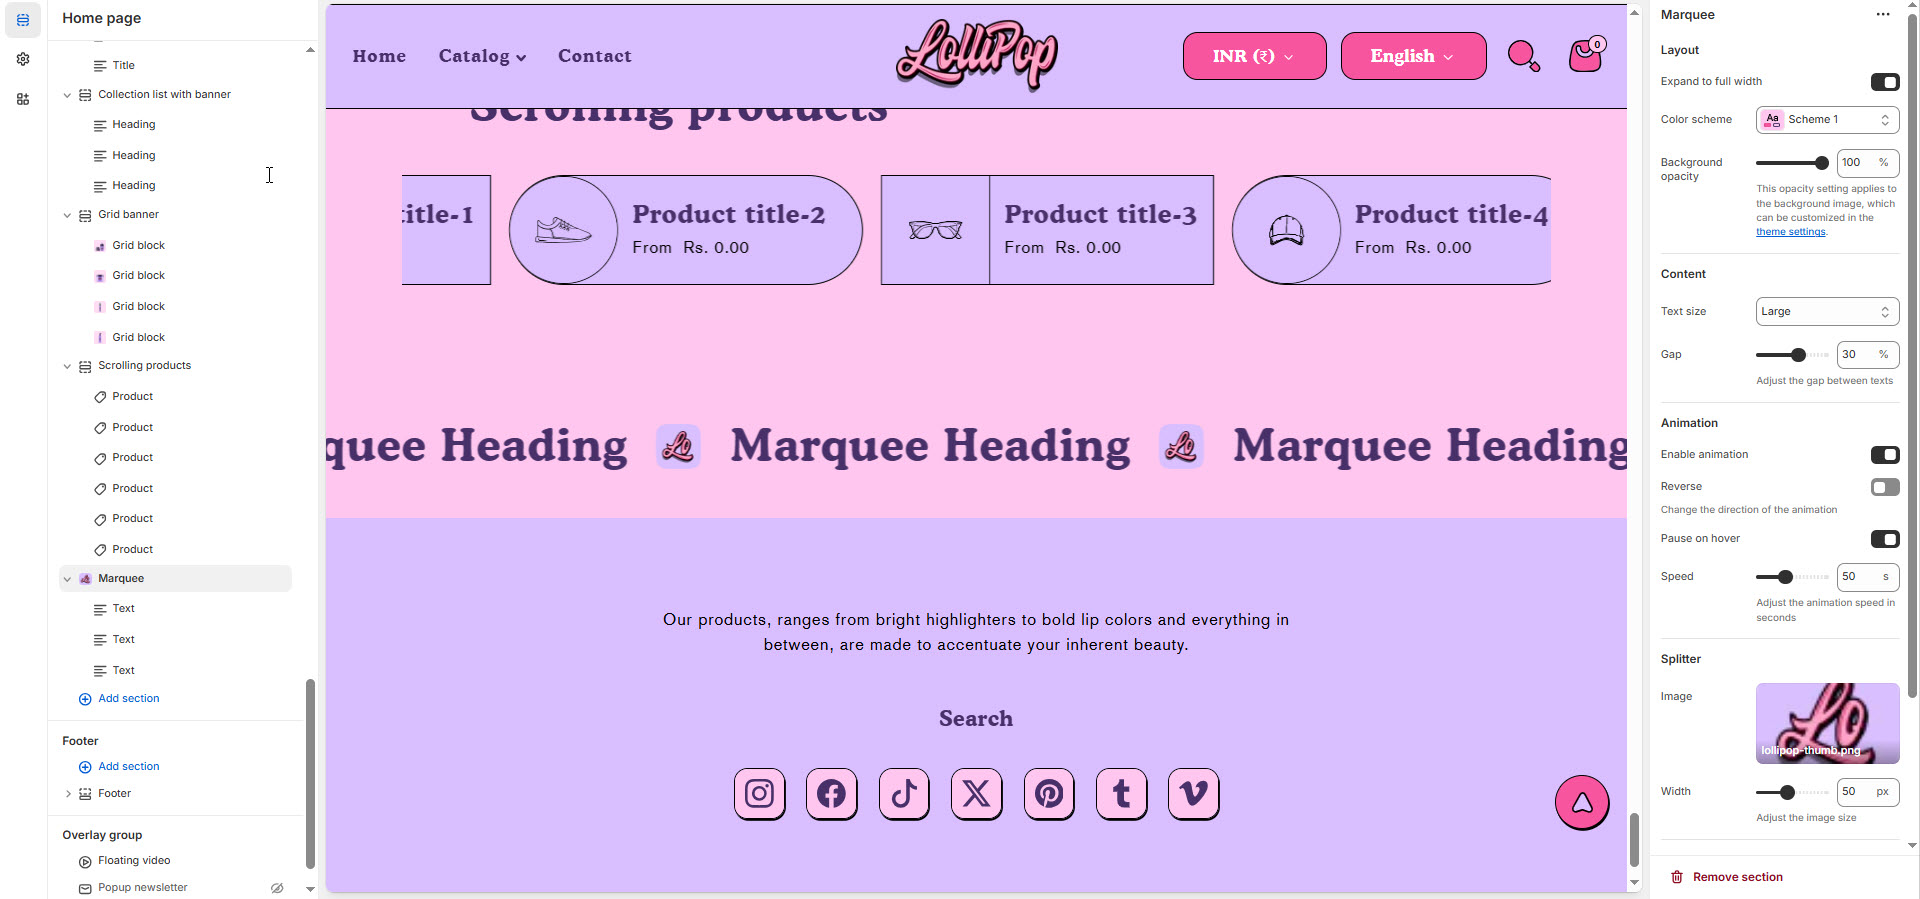 Home page
Title
Collection list with banner
Heading
Heading
Heading
Grid banner
Grid block
Grid block
Grid block
Grid block
Scrolling products
Product
Product
Product
Product
Product
Product
Marquee
Text
Text
Text
Add section
Footer
Add section
Footer
Overlay group
Floating video
Popup newsletter
Home Catalog Contact
LolliPop
INR (₹) English 0
Scrolling products
title-1
Product title-2
From Rs. 0.00
Product title-3
From Rs. 0.00
Product title-4
From Rs. 0.00
quee Heading Lo Marquee Heading Lo Marquee Heading
Our products, ranges from bright highlighters to bold lip colors and everything in
between, are made to accentuate your inherent beauty.
Search
Marquee
Layout
Expand to full width
Color scheme Aa Scheme 1
Background
opacity
100 %
This opacity setting applies to
the background image, which
can be customized in the
theme settings.
Content
Text size Large
Gap 30 %
Adjust the gap between texts
Animation
Enable animation
Reverse
Change the direction of the animation
Pause on hover
Speed 50 s
Adjust the animation speed in
seconds
Splitter
Image
Lo
lollipop-thumb.png
Width 50 px
Adjust the image size
Remove section